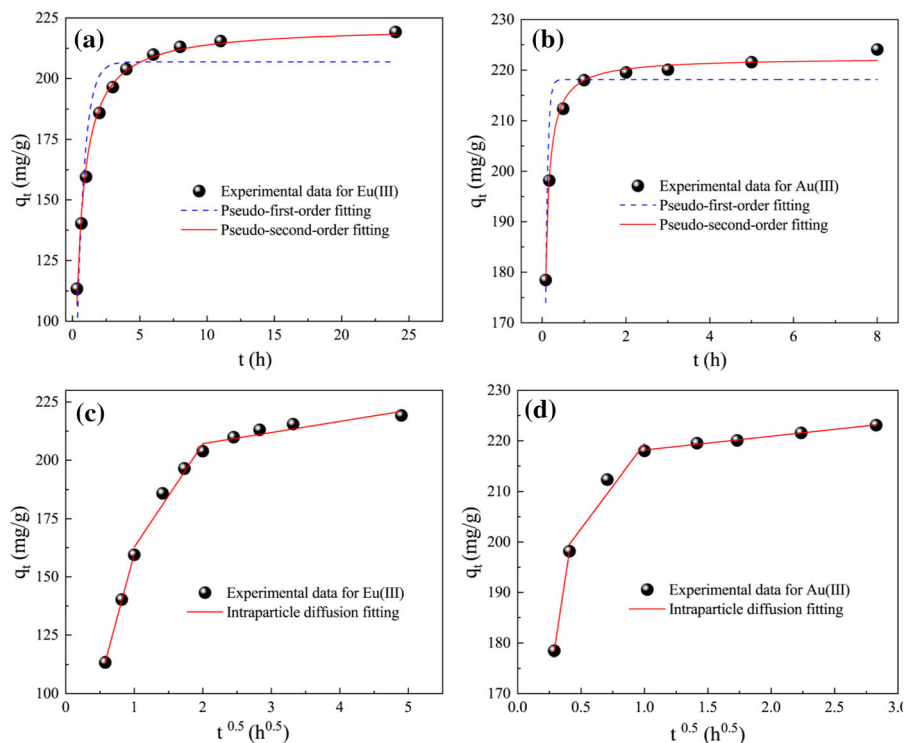 (a)
225
200
175
150
125
100
q_t (mg/g)
Experimental data for Eu(III)
Pseudo-first-order fitting
Pseudo-second-order fitting
0 5 10 15 20 25
t (h)
(b)
230
220
210
200
190
180
170
q_t (mg/g)
Experimental data for Au(III)
Pseudo-first-order fitting
Pseudo-second-order fitting
0 2 4 6 8
t (h)
(c)
225
200
175
150
125
100
q_t (mg/g)
Experimental data for Eu(III)
Intraparticle diffusion fitting
0 1 2 3 4 5
t^0.5 (h^0.5)
(d)
230
220
210
200
190
180
170
q_t (mg/g)
Experimental data for Au(III)
Intraparticle diffusion fitting
0.0 0.5 1.0 1.5 2.0 2.5 3.0
t^0.5 (h^0.5)